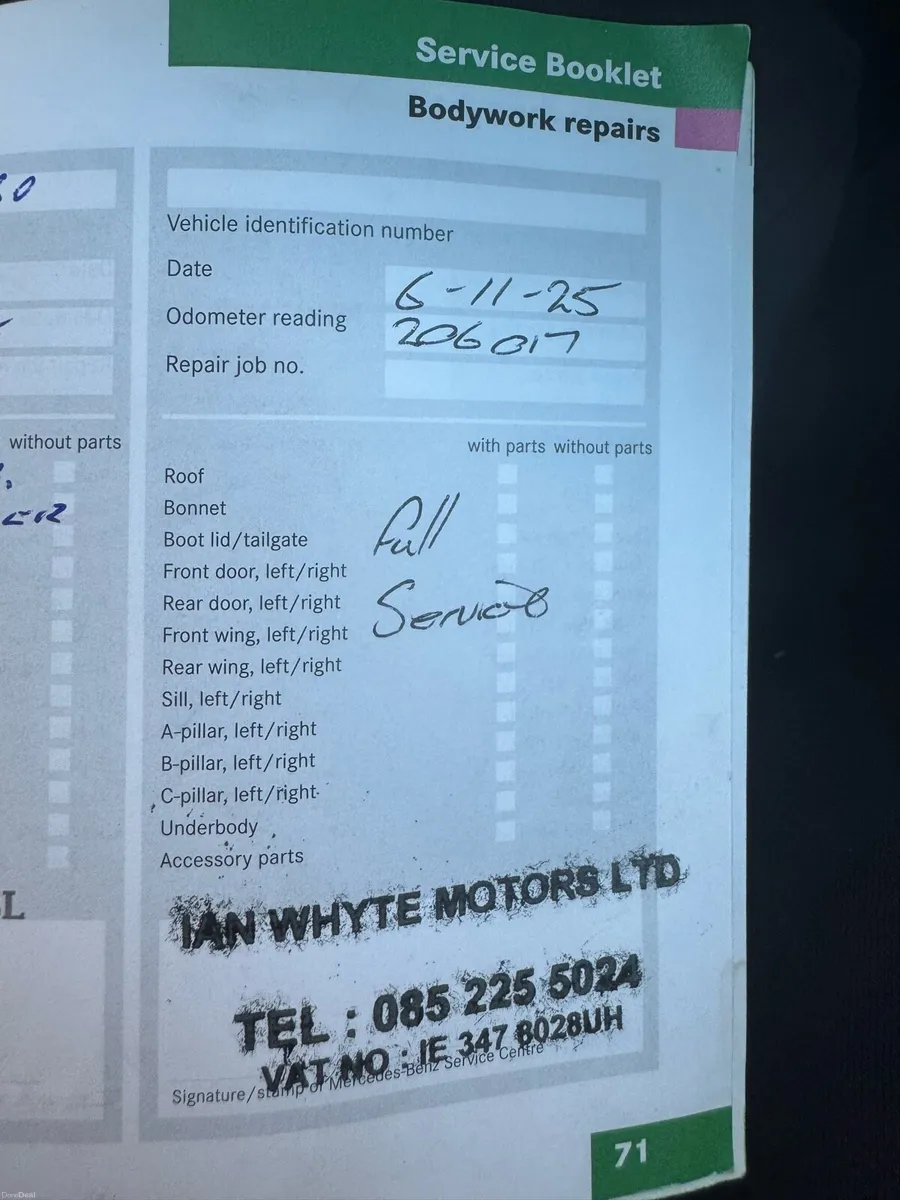 Service Booklet
Bodywork repairs
Vehicle identification number
Date 6-11-25
Odometer reading 206017
Repair job no.
without parts
with parts without parts
Roof
Bonnet
Boot lid/tailgate
Full
Front door, left/right
Rear door, left/right
Service
Front wing, left/right
Rear wing, left/right
Sill, left/right
A-pillar, left/right
B-pillar, left/right
C-pillar, left/right
Underbody
Accessory parts
IAN WHYTE MOTORS LTD
TEL : 085 225 5024
VAT NO : IE 347 8028UH
Signature/stamp of Mercedes-Benz Service Centre
71
DoneDeal